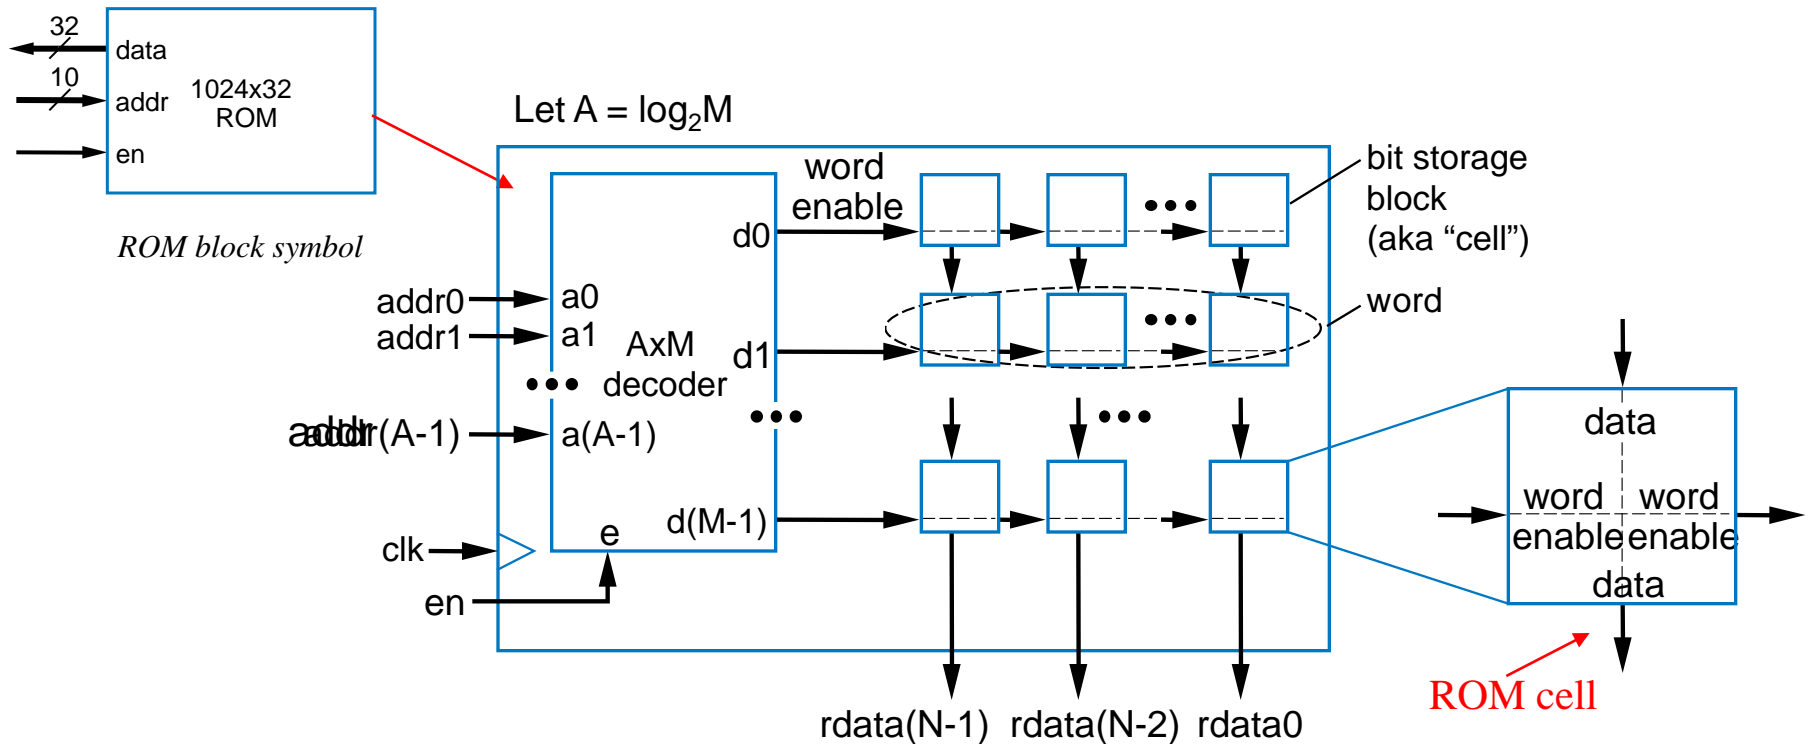 32
data
10
addr
1024x32
ROM
en
ROM block symbol
Let A = log₂M
word
enable
d0
bit storage
block
(aka “cell”)
addr0
a0
addr1
a1
AxM
decoder
d1
word
addr(A-1)
a(A-1)
d(M-1)
clk
e
en
rdata(N-1) rdata(N-2) rdata0
data
word word
enable enable
data
ROM cell